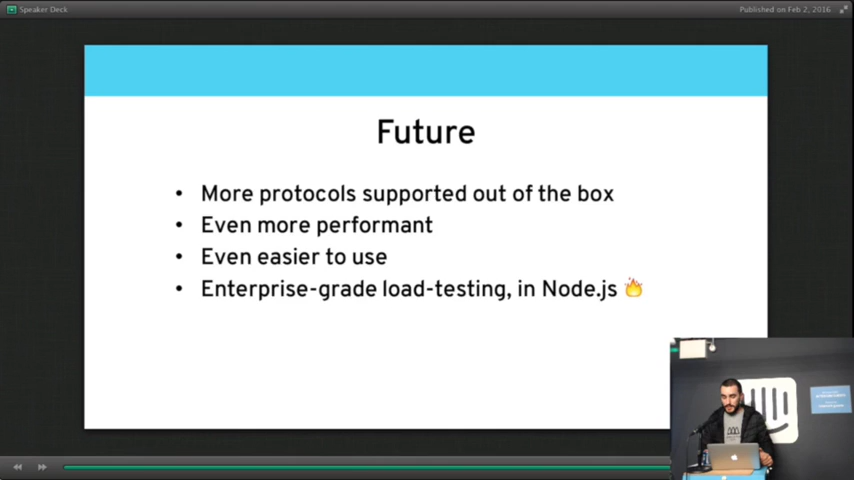 Speaker Deck
Published on Feb 2, 2016
Future
• More protocols supported out of the box
• Even more performant
• Even easier to use
• Enterprise-grade load-testing, in Node.js 🔥